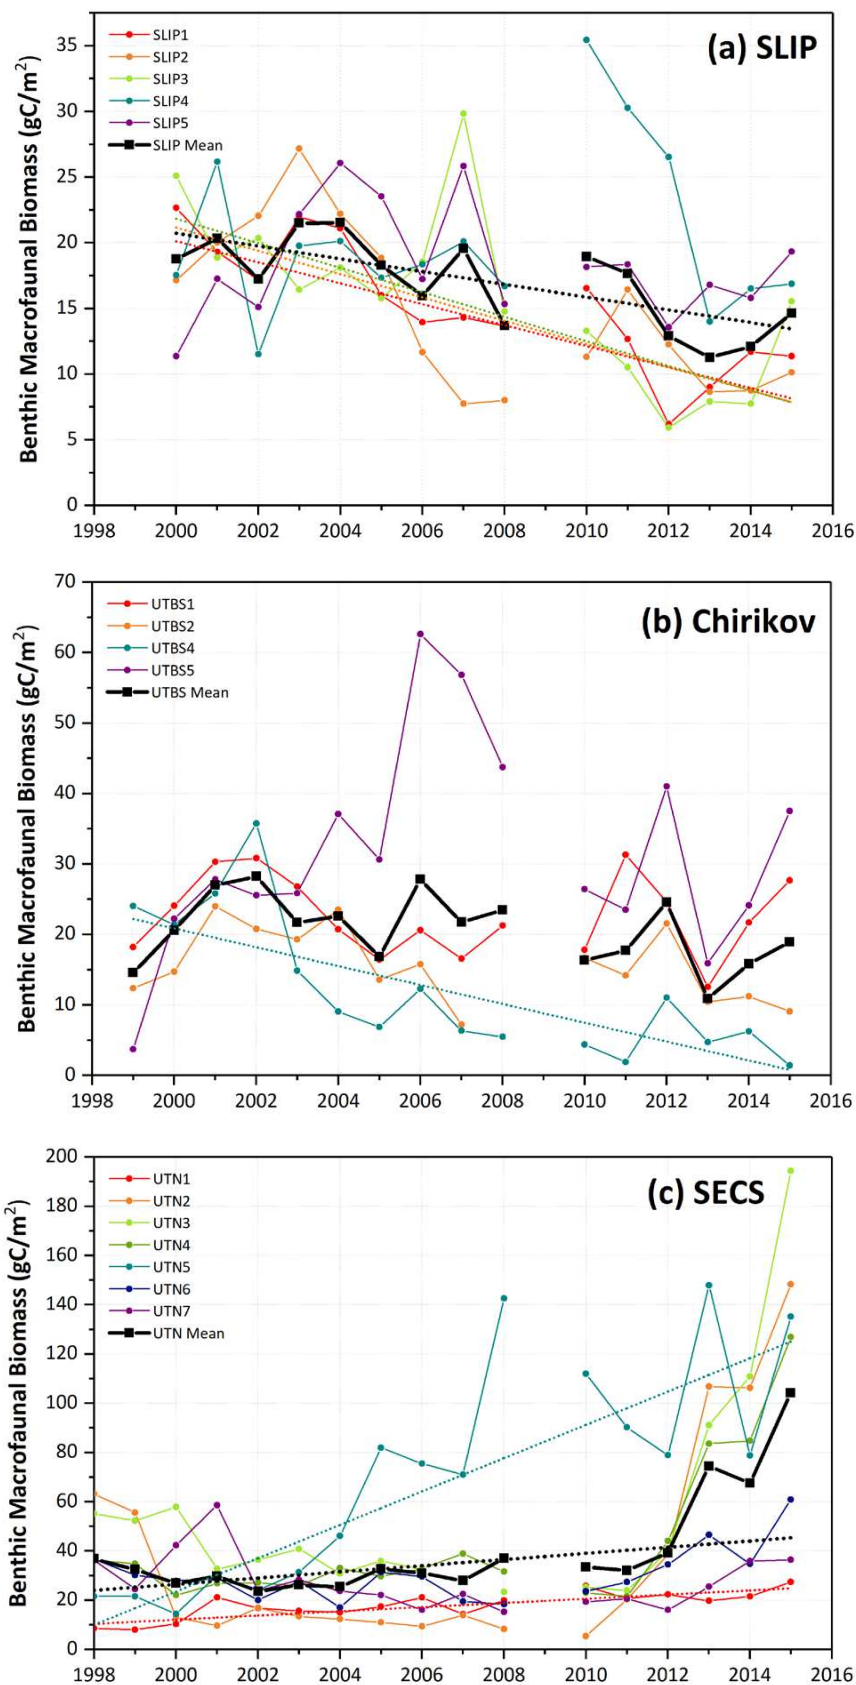 (a) SLIP
Benthic Macrofaunal Biomass (gC/m²)
SLIP1
SLIP2
SLIP3
SLIP4
SLIP5
SLIP Mean
35
30
25
20
15
10
5
0
1998 2000 2002 2004 2006 2008 2010 2012 2014 2016
(b) Chirikov
Benthic Macrofaunal Biomass (gC/m²)
UTBS1
UTBS2
UTBS4
UTBS5
UTBS Mean
70
60
50
40
30
20
10
0
1998 2000 2002 2004 2006 2008 2010 2012 2014 2016
(c) SECS
Benthic Macrofaunal Biomass (gC/m²)
UTN1
UTN2
UTN3
UTN4
UTN5
UTN6
UTN7
UTN Mean
200
180
160
140
120
100
80
60
40
20
0
1998 2000 2002 2004 2006 2008 2010 2012 2014 2016